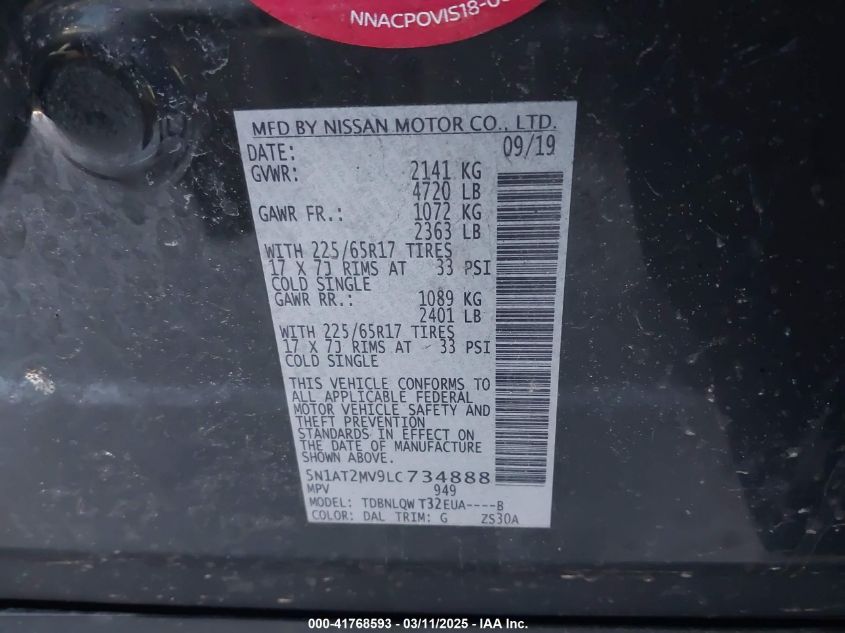 NNACPOVIS18-0
MFD BY NISSAN MOTOR CO., LTD.
DATE: 09/19
GVWR: 2141 KG
4720 LB
GAWR FR.: 1072 KG
2363 LB
WITH 225/65R17 TIRES
17 X 7J RIMS AT 33 PSI
COLD SINGLE
GAWR RR.: 1089 KG
2401 LB
WITH 225/65R17 TIRES
17 X 7J RIMS AT 33 PSI
COLD SINGLE
THIS VEHICLE CONFORMS TO
ALL APPLICABLE FEDERAL
MOTOR VEHICLE SAFETY AND
THEFT PREVENTION
STANDARDS IN EFFECT ON
THE DATE OF MANUFACTURE
SHOWN ABOVE.
5N1AT2MV9LC734888
MPV 949
MODEL: TDBNLQW T32EUA----B
COLOR: DAL TRIM: G ZS30A
000-41768593 - 03/11/2025 - IAA Inc.